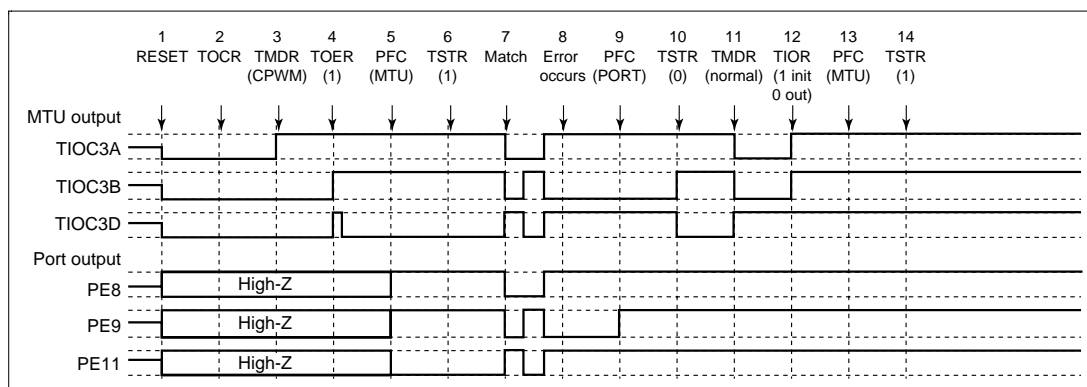 1 2 3 4 5 6 7 8 9 10 11 12 13 14
RESET TOCR TMDR TOER PFC TSTR Match Error PFC TSTR TMDR TIOR PFC TSTR
(CPWM) (1) (MTU) (1) occurs (PORT) (0) (normal) (1 init (MTU) (1)
0 out)
MTU output
TIOC3A
TIOC3B
TIOC3D
Port output
PE8 High-Z
PE9 High-Z
PE11 High-Z